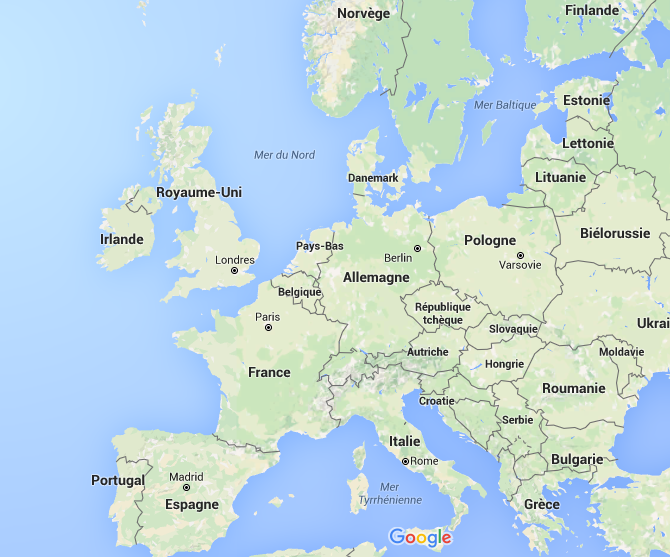 Norvège
Finlande
Mer Baltique
Estonie
Lettonie
Mer du Nord
Danemark
Lituanie
Royaume-Uni
Irlande
Biélorussie
Pays-Bas
Pologne
Berlin
Londres
Varsovie
Allemagne
Belgique
République
tchèque
Paris
Slovaquie
Ukrai
Autriche
Moldavie
Hongrie
France
Roumanie
Croatie
Serbie
Italie
Bulgarie
Rome
Portugal
Madrid
Mer
Tyrrhénienne
Espagne
Grèce
Google